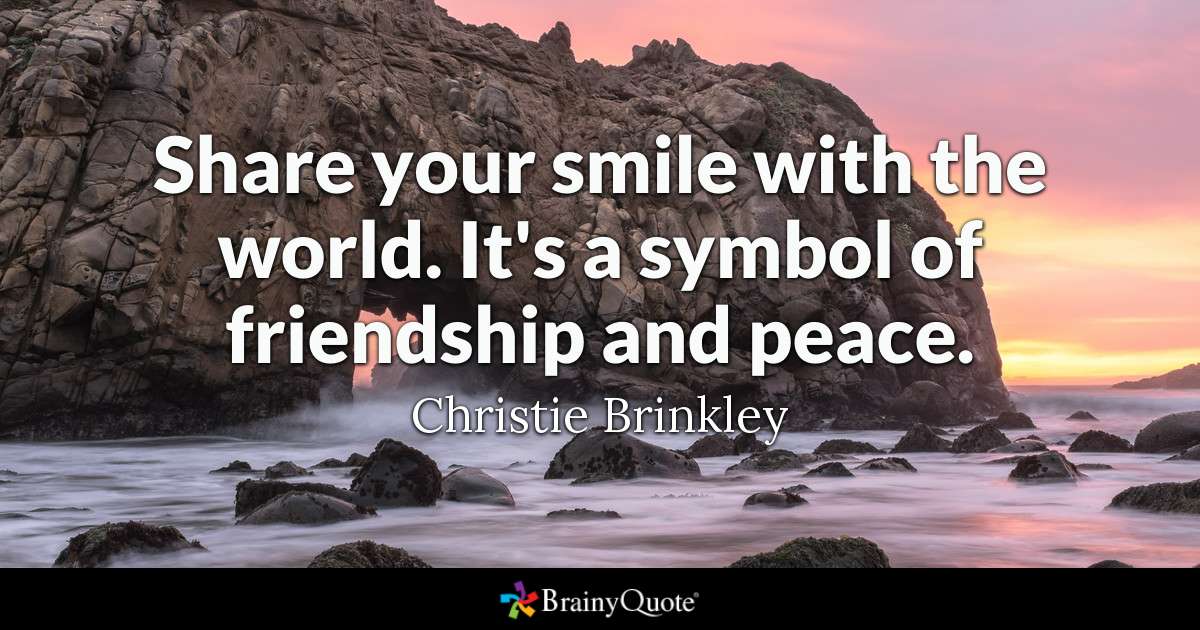 Share your smile with the
world. It's a symbol of
friendship and peace.
Christie Brinkley
BrainyQuote®